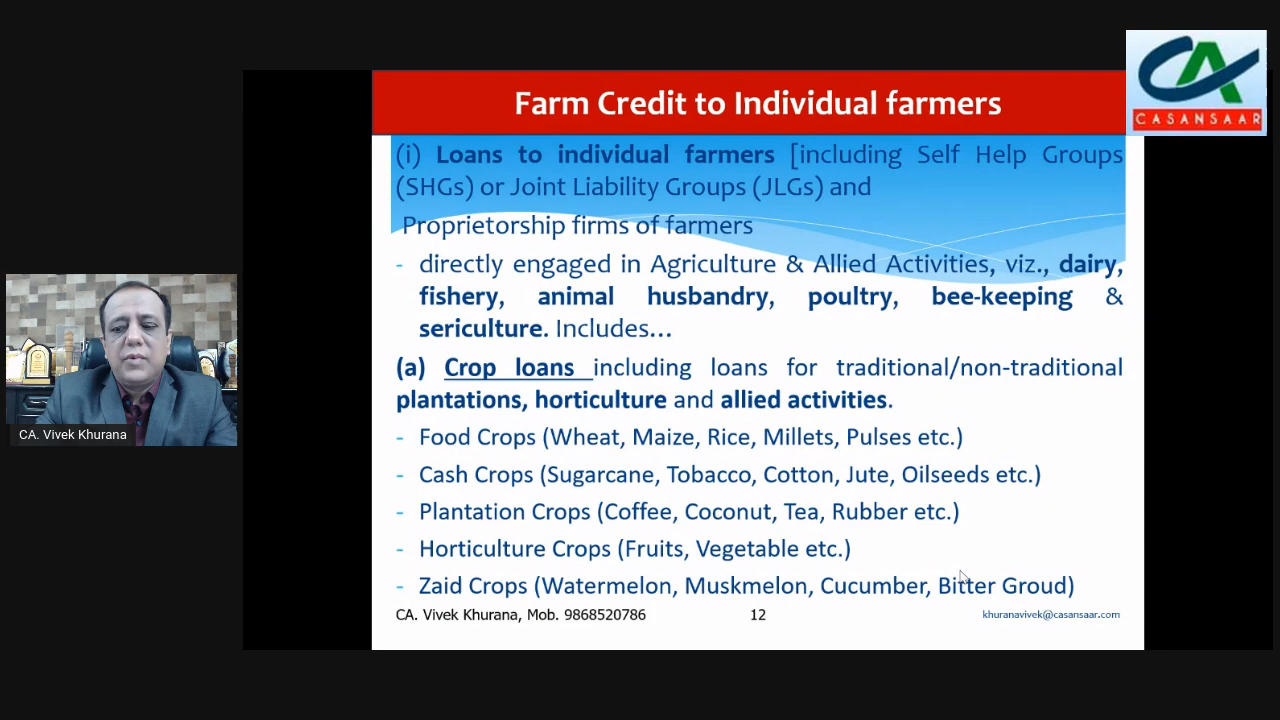 CASANSAAR
Farm Credit to Individual farmers
(i) Loans to individual farmers [including Self Help Groups
(SHGs) or Joint Liability Groups (JLGs) and
Proprietorship firms of farmers
- directly engaged in Agriculture & Allied Activities, viz., dairy,
fishery, animal husbandry, poultry, bee-keeping &
sericulture. Includes…
(a) Crop loans including loans for traditional/non-traditional
plantations, horticulture and allied activities.
- Food Crops (Wheat, Maize, Rice, Millets, Pulses etc.)
- Cash Crops (Sugarcane, Tobacco, Cotton, Jute, Oilseeds etc.)
- Plantation Crops (Coffee, Coconut, Tea, Rubber etc.)
- Horticulture Crops (Fruits, Vegetable etc.)
- Zaid Crops (Watermelon, Muskmelon, Cucumber, Bitter Groud)
CA. Vivek Khurana, Mob. 9868520786 12 khuranavivek@casansaar.com
CA. Vivek Khurana